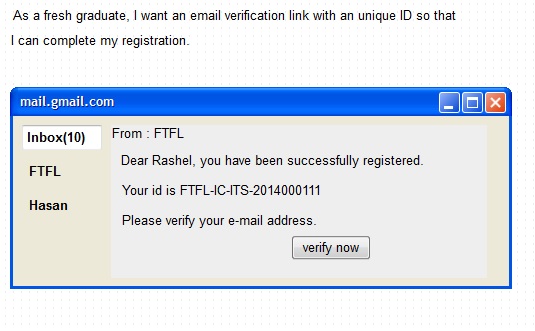 As a fresh graduate, I want an email verification link with an unique ID so that
I can complete my registration.
mail.gmail.com
Inbox(10)
FTFL
Hasan
From : FTFL
Dear Rashel, you have been successfully registered.
Your id is FTFL-IC-ITS-2014000111
Please verify your e-mail address.
verify now